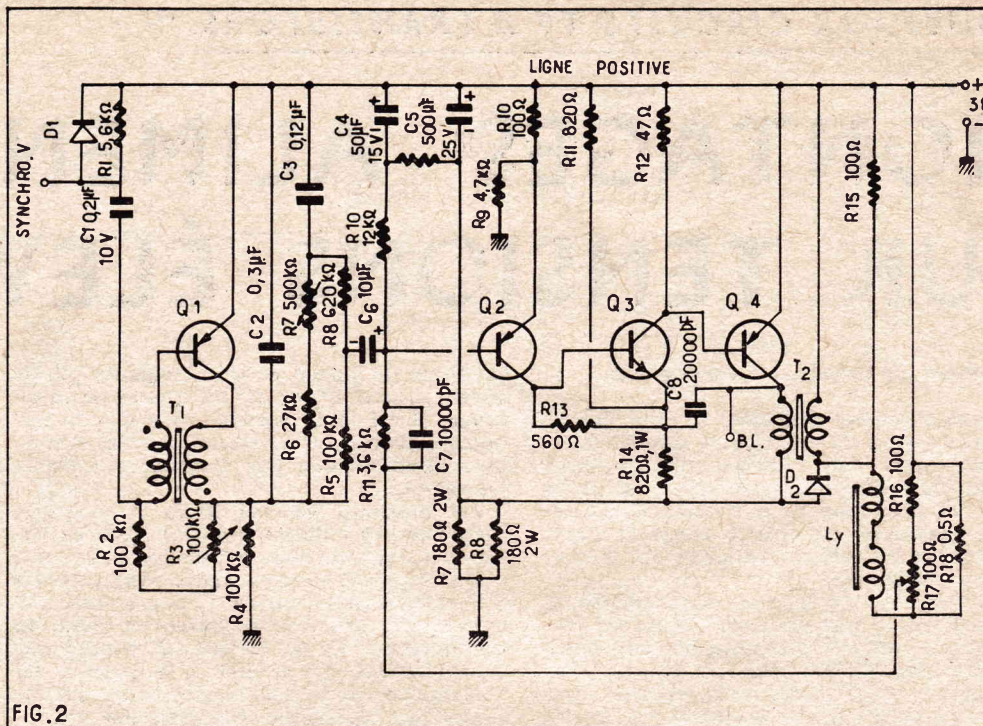 LIGNE POSITIVE
SYNCHRO.V
D1
R1 5,6KΩ
C1 0,2µF
10V
Q1
T1
R2
100 kΩ
R3
100kΩ
R4
100KΩ
C2 0,3µF
C3 0,12µF
R7 500KΩ
R8 620kΩ
R6 27kΩ
R5 100KΩ
C4
50µF
15V
C5
500µF
25V
R10
12kΩ
C6 10µF
R11 3,6kΩ
C7 10000pF
R7 180Ω 2W
R8
180Ω
2W
R10
100Ω
R9 4,7kΩ
Q2
R11 820Ω
R12 47Ω
Q3
R13
560Ω
R14
820Ω,1W
C8
20000pF
BL.
Q4
T2
D2
R15 100Ω
Ly
R16 100Ω
R17 100Ω
R18 0,5Ω
+
-
FIG.2